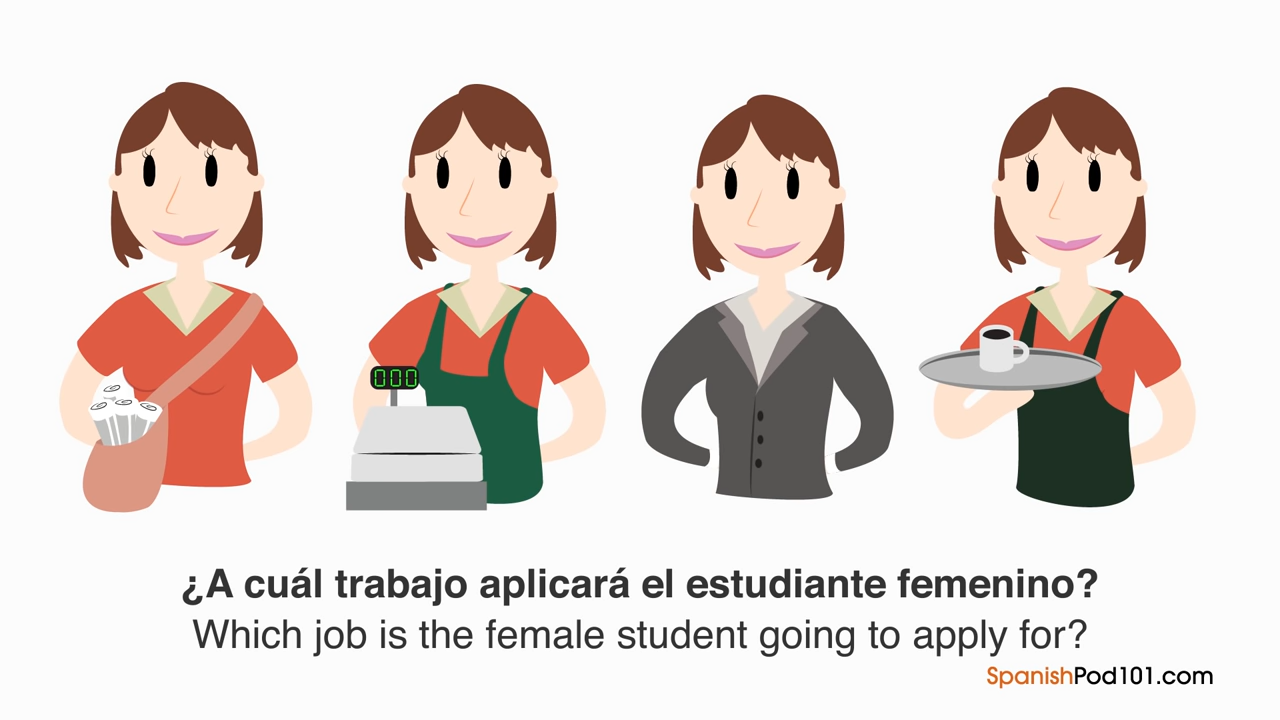 000
¿A cuál trabajo aplicará el estudiante femenino?
Which job is the female student going to apply for?
SpanishPod101.com